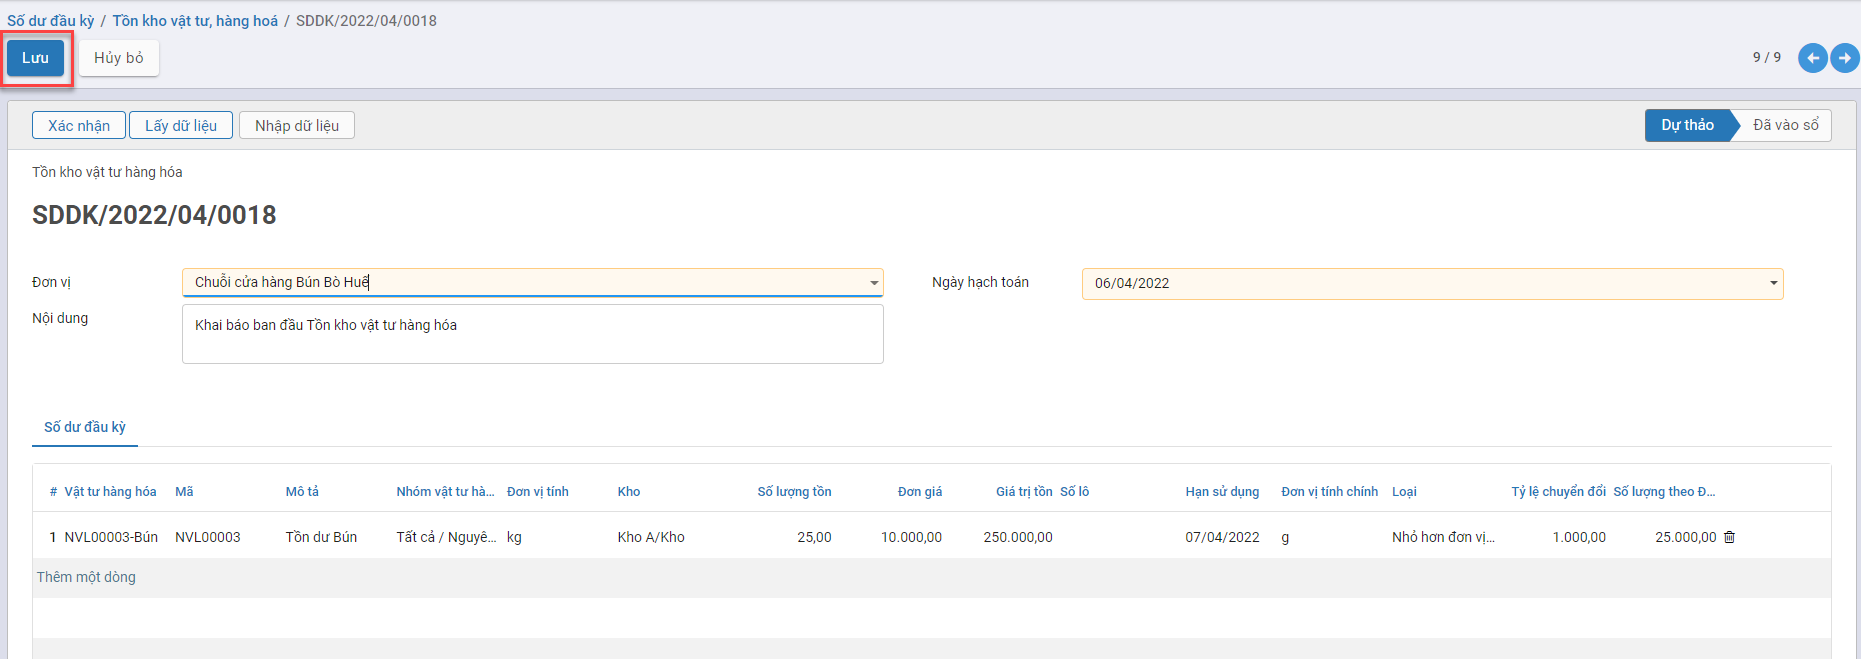 Số dư đầu kỳ / Tồn kho vật tư, hàng hoá / SDDK/2022/04/0018
Lưu Hủy bỏ 9 / 9
Xác nhận Lấy dữ liệu Nhập dữ liệu Dự thảo Đã vào sổ
Tồn kho vật tư hàng hóa
SDDK/2022/04/0018
Đơn vị Chuỗi cửa hàng Bún Bò Huế Ngày hạch toán 06/04/2022
Nội dung Khai báo ban đầu Tồn kho vật tư hàng hóa
Số dư đầu kỳ
# Vật tư hàng hóa Mã Mô tả Nhóm vật tư hà... Đơn vị tính Kho Số lượng tồn Đơn giá Giá trị tồn Số lô Hạn sử dụng Đơn vị tính chính Loại Tỷ lệ chuyển đổi Số lượng theo Đ...
1 NVL00003-Bún NVL00003 Tồn dư Bún Tất cả / Nguyê... kg Kho A/Kho 25,00 10.000,00 250.000,00 07/04/2022 g Nhỏ hơn đơn vị... 1.000,00 25.000,00
Thêm một dòng